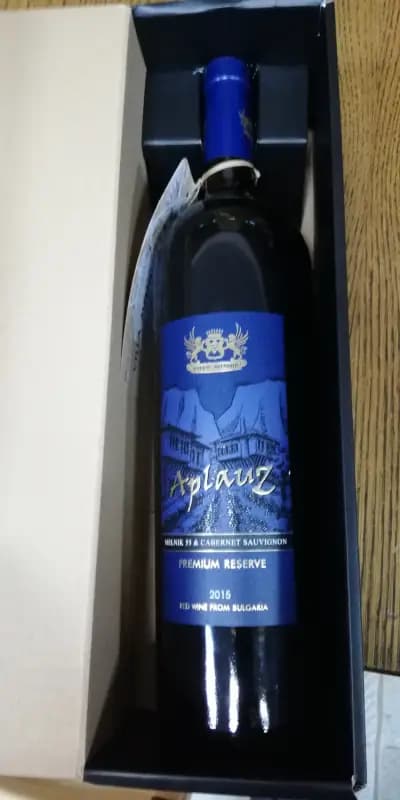 Aplauz
MELNIK 55 & CABERNET SAUVIGNON
PREMIUM RESERVE
2015
RED WINE FROM BULGARIA